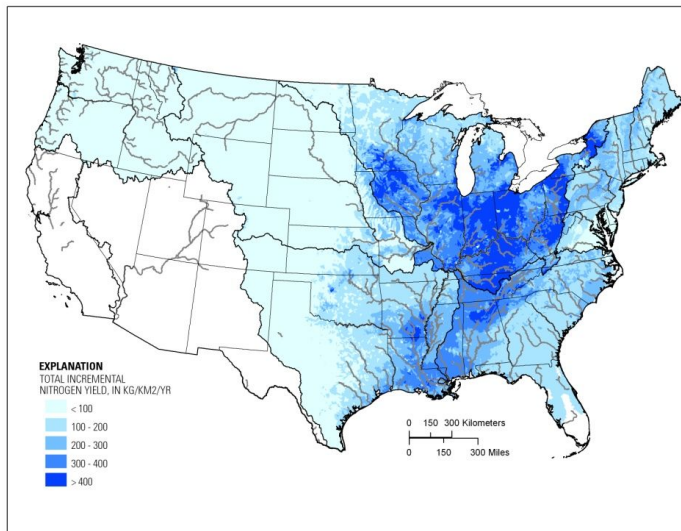 EXPLANATION
TOTAL INCREMENTAL
NITROGEN YIELD, IN KG/KM2/YR
< 100
100 - 200
200 - 300
300 - 400
> 400
0 150 300 Kilometers
0 150 300 Miles